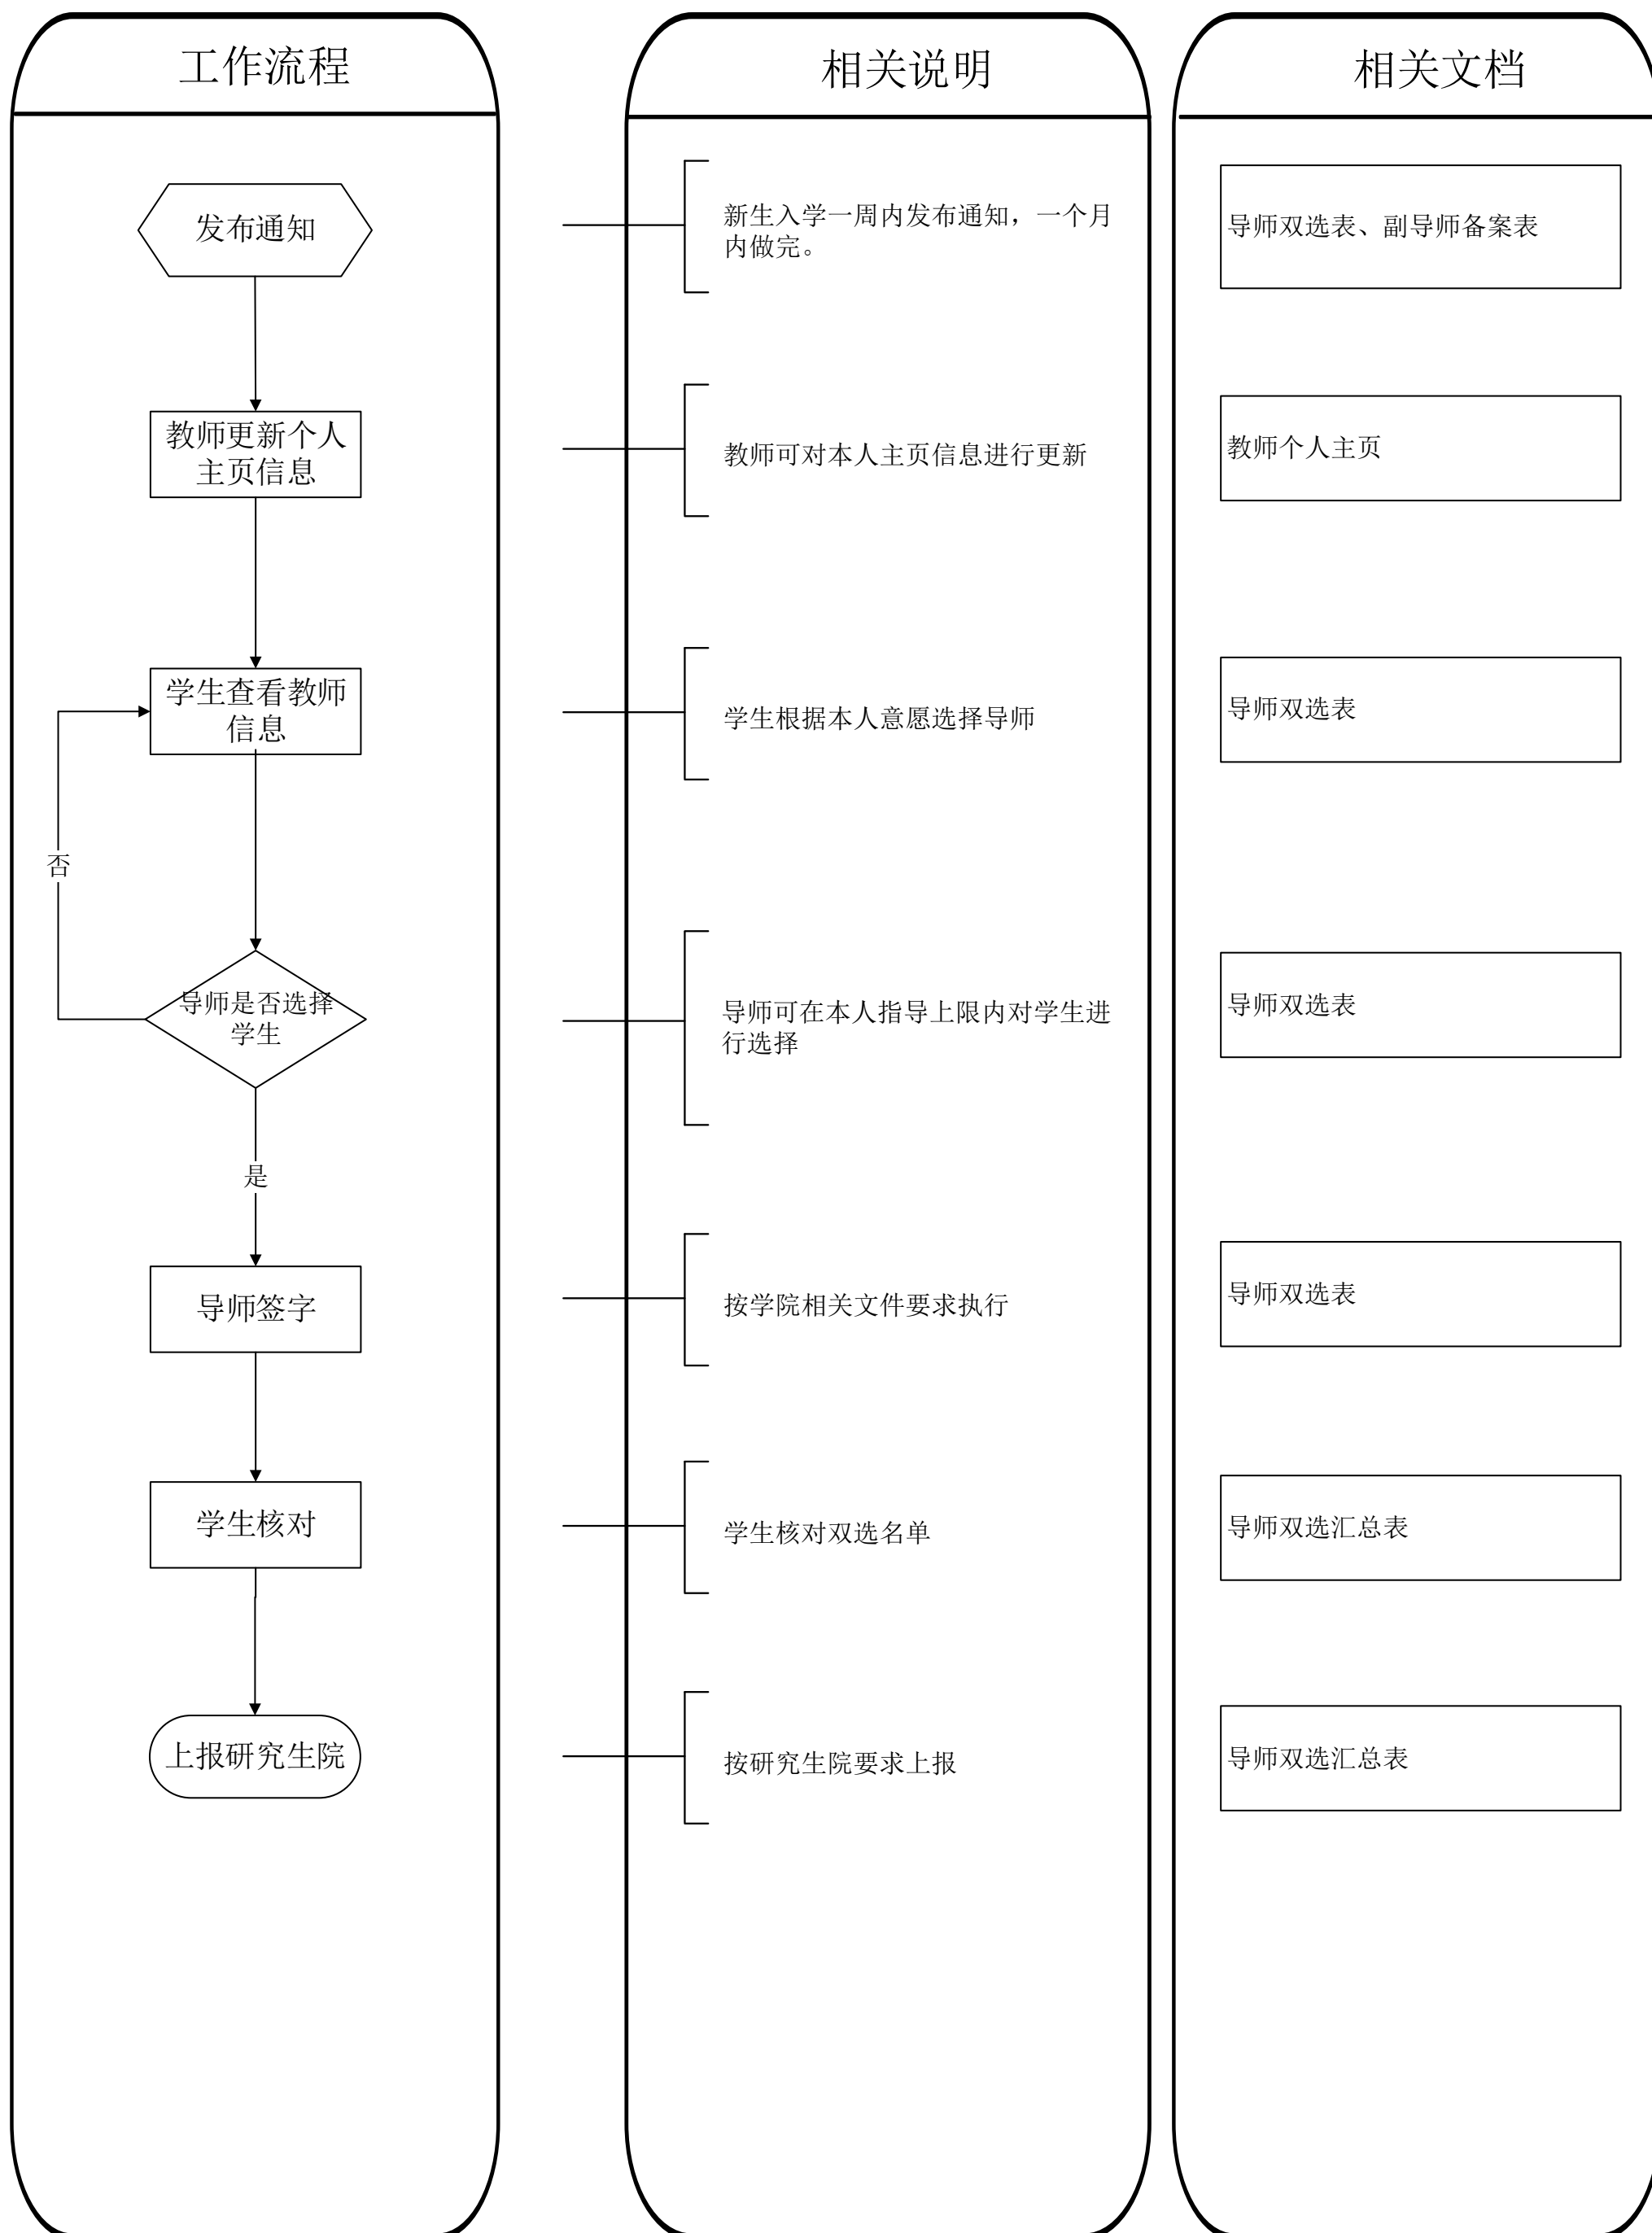 工作流程
相关说明
相关文档
发布通知
新生入学一周内发布通知，一个月
内做完。
导师双选表、副导师备案表
教师更新个人
主页信息
教师可对本人主页信息进行更新
教师个人主页
学生查看教师
信息
学生根据本人意愿选择导师
导师双选表
否
导师是否选择
学生
导师可在本人指导上限内对学生进
行选择
导师双选表
是
导师签字
按学院相关文件要求执行
导师双选表
学生核对
学生核对双选名单
导师双选汇总表
上报研究生院
按研究生院要求上报
导师双选汇总表